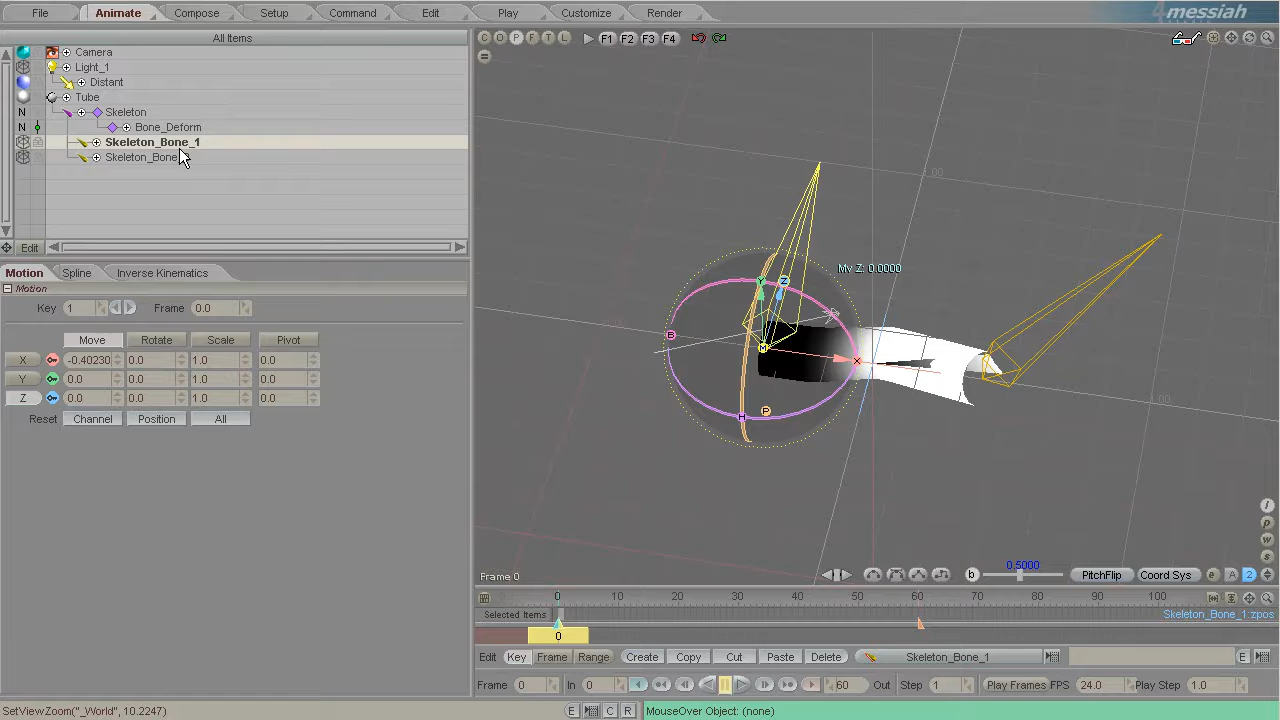 File Animate Compose Setup Command Edit Play Customize Render 4messiah
All Items
Camera
Light_1
Distant
Tube
N Skeleton
N Bone_Deform
Skeleton_Bone_1
Skeleton_Bone
Edit
Motion Spline Inverse Kinematics
Motion
Key 1 Frame 0.0
Move Rotate Scale Pivot
X -0.40230 0.0 1.0 0.0
Y 0.0 0.0 1.0 0.0
Z 0.0 0.0 1.0 0.0
Reset Channel Position All
C O P F T L F1 F2 F3 F4
1.00
Mv Z: 0.0000
Y Z
B X
H P
1.00
i
p
w
s
Frame 0 b 0.5000 PitchFlip Coord Sys e A 2
0 10 20 30 40 50 60 70 80 90 100
Selected Items Skeleton_Bone_1:zpos
0
Edit Key Frame Range Create Copy Cut Paste Delete Skeleton_Bone_1 E
Frame 0 In 0 60 Out Step 1 Play Frames FPS 24.0 Play Step 1.0
SetViewZoom("_World", 10.2247) E C R MouseOver Object: (none)